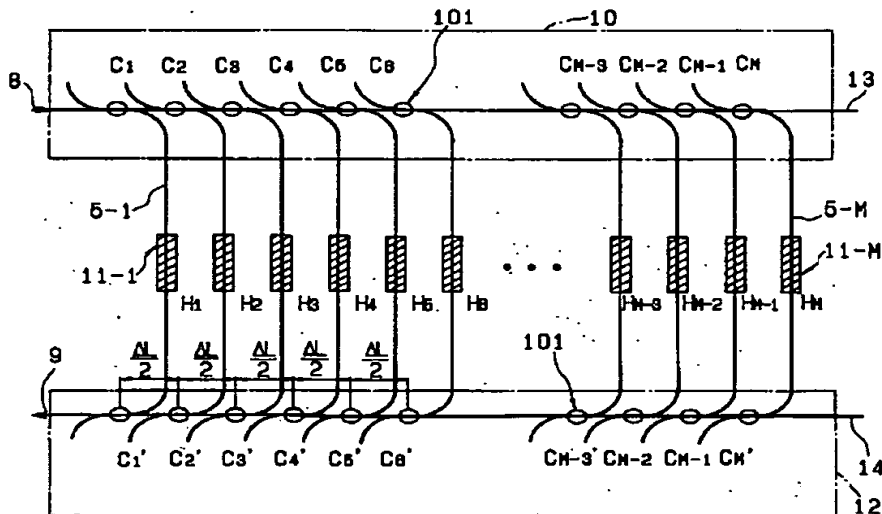 10
101
C1 C2 C3 C4 C5 C6 CM-3 CM-2 CM-1 CM
8
13
5-1
5-M
11-1
11-M
H1 H2 H3 H4 H5 H6 HM-3 HM-2 HM-1 HM
ΔL/2 ΔL/2 ΔL/2 ΔL/2 ΔL/2
9
101
C1' C2' C3' C4' C5' C6' CM-3' CM-2 CM-1 CM'
14
12